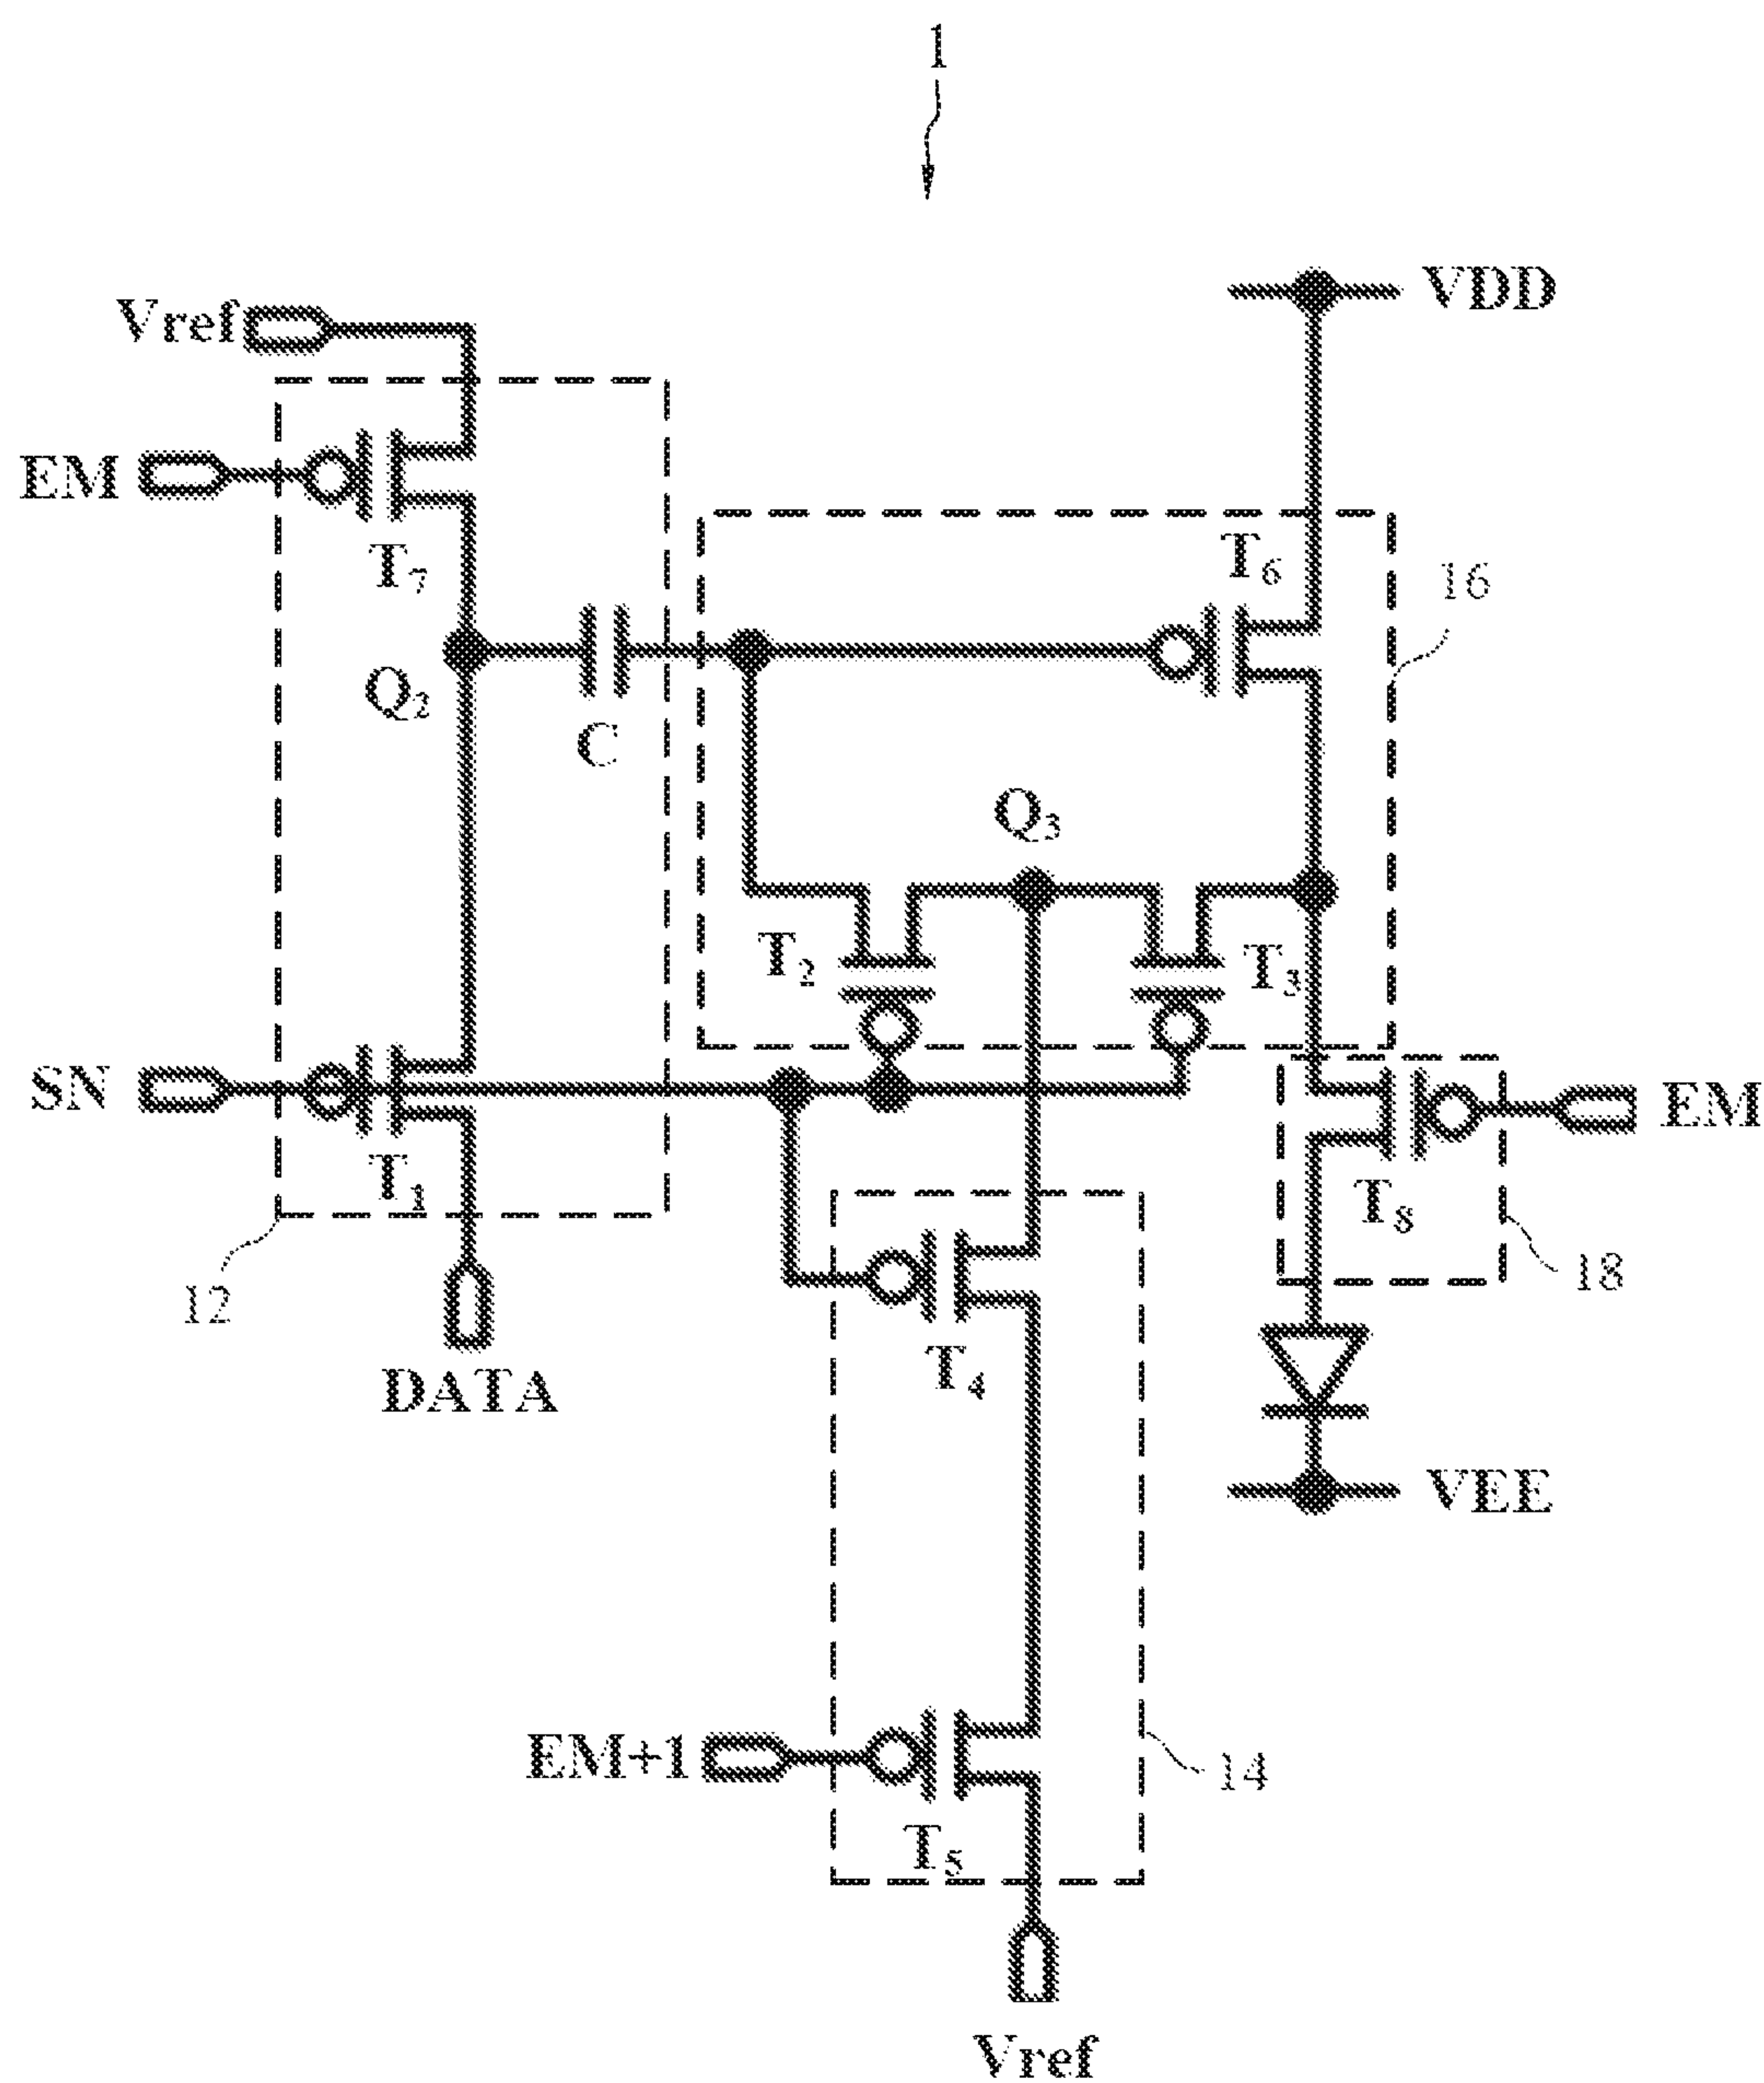 1
VDD
Vref
EM
T₇
T₆
16
Q₂
C
Q₃
T₂
T₃
SN
EM
T₁
T₈
12
18
DATA
T₄
VEE
EM+1
14
T₅
Vref